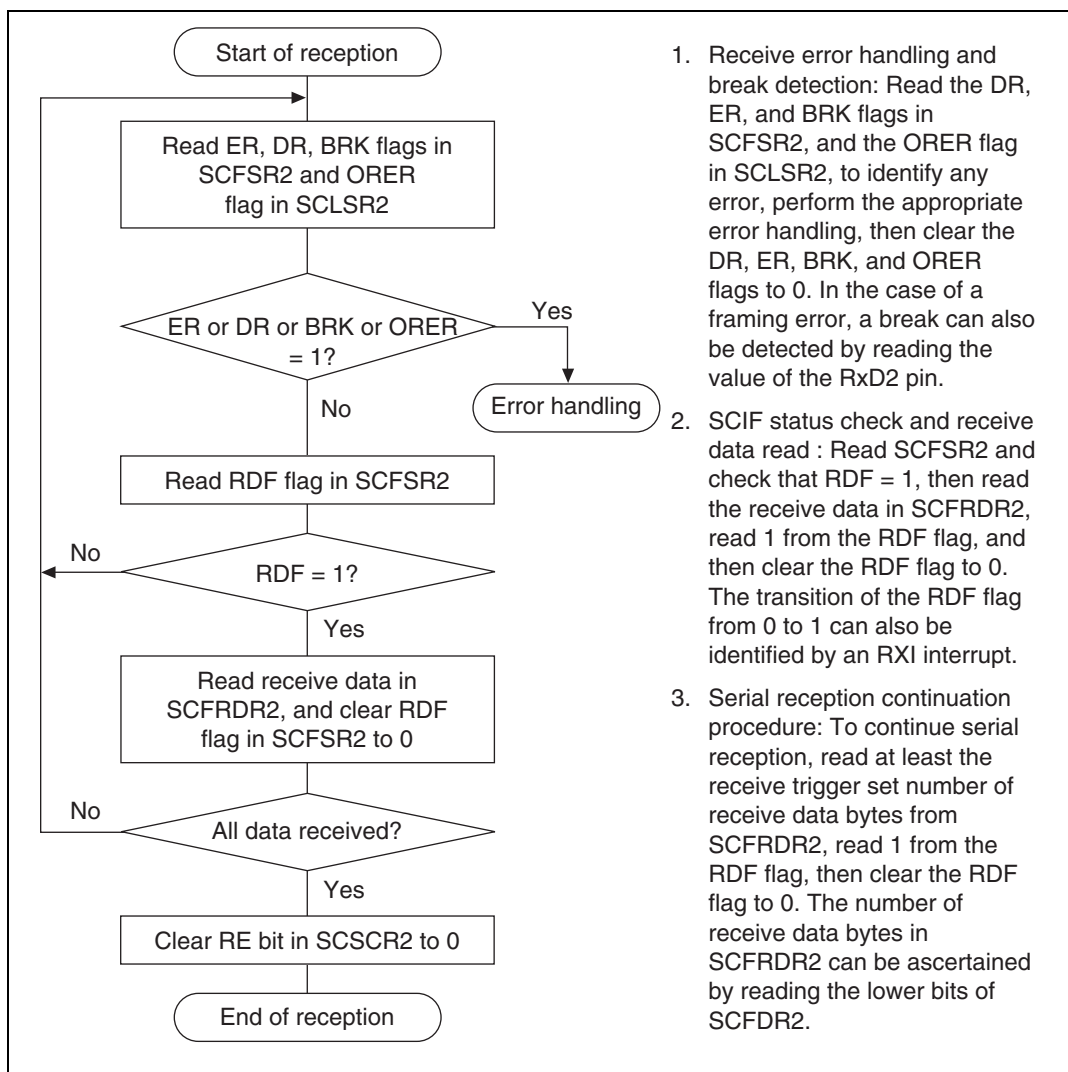 Start of reception
Read ER, DR, BRK flags in
SCFSR2 and ORER
flag in SCLSR2
ER or DR or BRK or ORER
= 1?
Yes
Error handling
No
Read RDF flag in SCFSR2
No
RDF = 1?
Yes
Read receive data in
SCFRDR2, and clear RDF
flag in SCFSR2 to 0
No
All data received?
Yes
Clear RE bit in SCSCR2 to 0
End of reception
1. Receive error handling and
break detection: Read the DR,
ER, and BRK flags in
SCFSR2, and the ORER flag
in SCLSR2, to identify any
error, perform the appropriate
error handling, then clear the
DR, ER, BRK, and ORER
flags to 0. In the case of a
framing error, a break can also
be detected by reading the
value of the RxD2 pin.
2. SCIF status check and receive
data read : Read SCFSR2 and
check that RDF = 1, then read
the receive data in SCFRDR2,
read 1 from the RDF flag, and
then clear the RDF flag to 0.
The transition of the RDF flag
from 0 to 1 can also be
identified by an RXI interrupt.
3. Serial reception continuation
procedure: To continue serial
reception, read at least the
receive trigger set number of
receive data bytes from
SCFRDR2, read 1 from the
RDF flag, then clear the RDF
flag to 0. The number of
receive data bytes in
SCFRDR2 can be ascertained
by reading the lower bits of
SCFDR2.